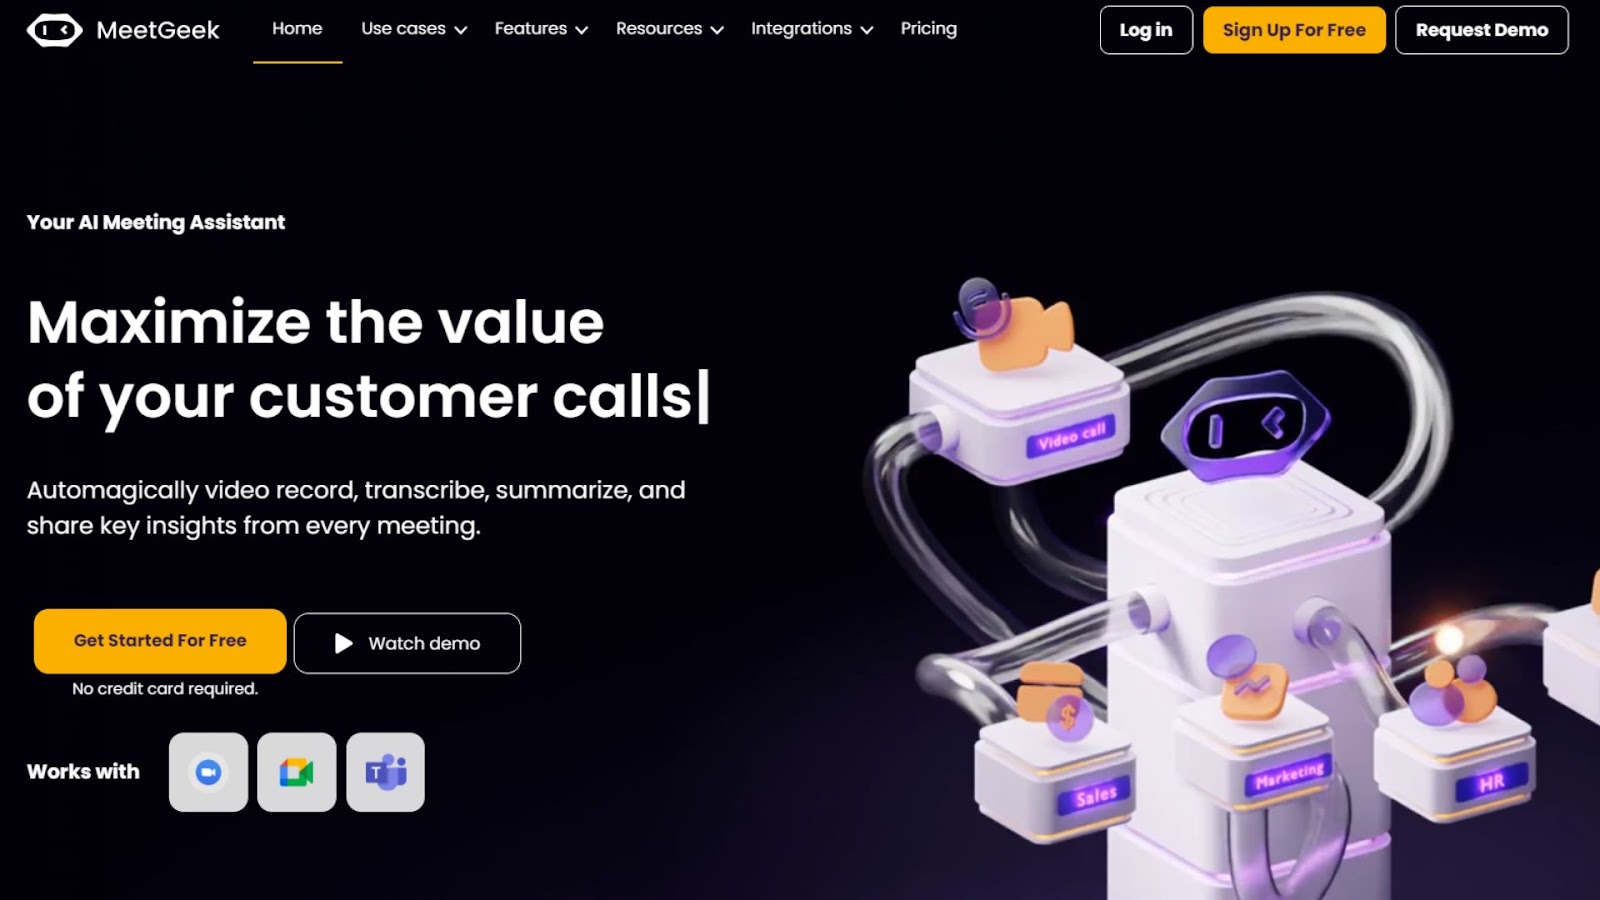 MeetGeek
Home
Use cases
Features
Resources
Integrations
Pricing
Log in
Sign Up For Free
Request Demo
Your AI Meeting Assistant
Maximize the value
of your customer calls|
Automagically video record, transcribe, summarize, and
share key insights from every meeting.
Get Started For Free
Watch demo
No credit card required.
Works with
T
Video call
$
Sales
Marketing
HR